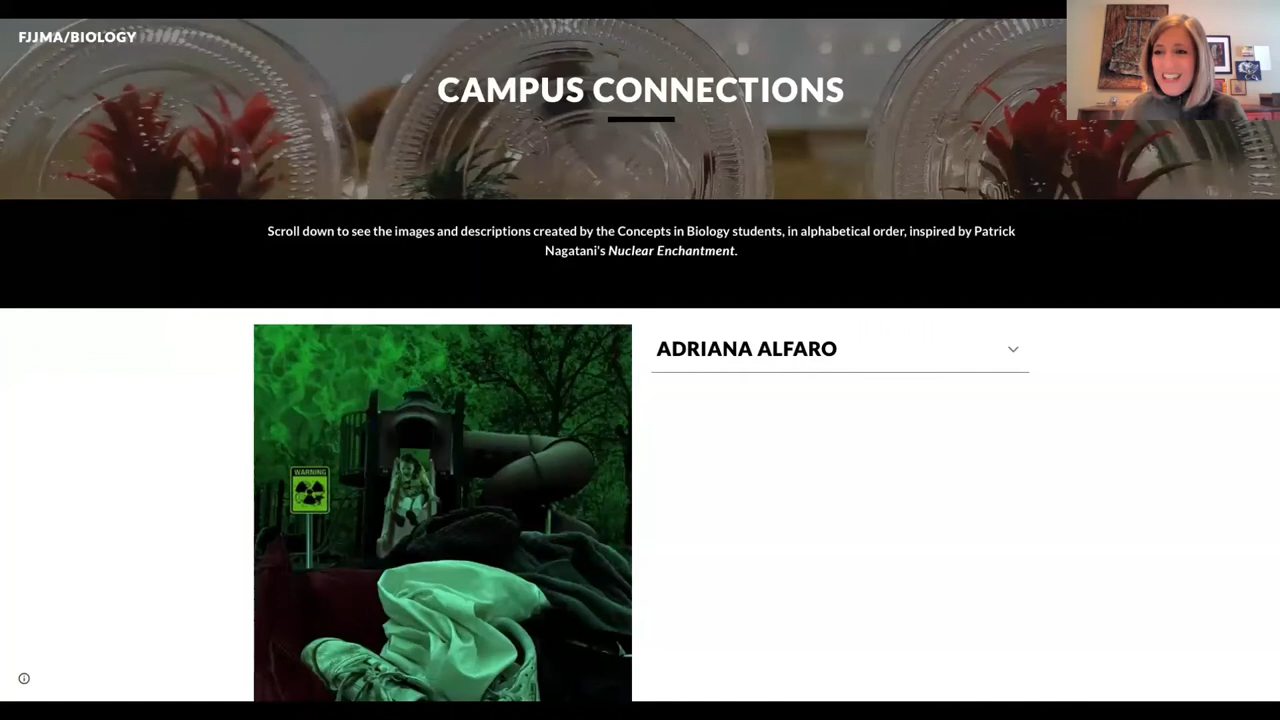 FJJMA/BIOLOGY
CAMPUS CONNECTIONS
Scroll down to see the images and descriptions created by the Concepts in Biology students, in alphabetical order, inspired by Patrick
Nagatani's Nuclear Enchantment.
ADRIANA ALFARO
WARNING